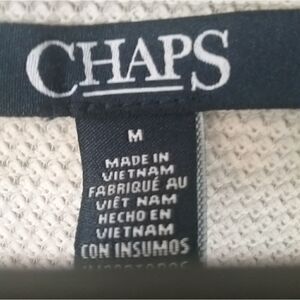 CHAPS
M
MADE IN
VIETNAM
FABRIQUÉ AU
VIÊT NAM
HECHO EN
VIETNAM
CON INSUMOS